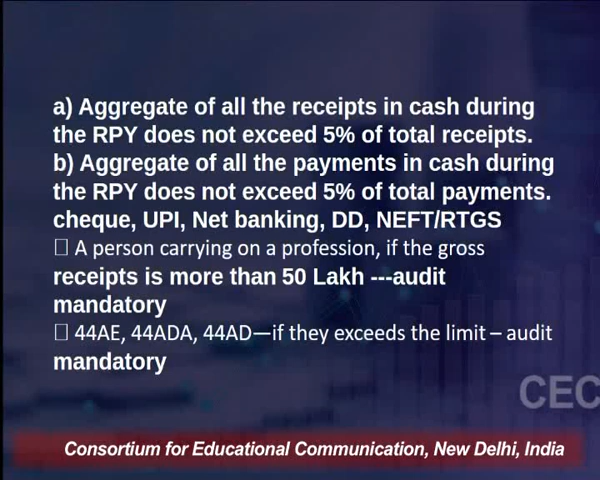 a) Aggregate of all the receipts in cash during
the RPY does not exceed 5% of total receipts.
b) Aggregate of all the payments in cash during
the RPY does not exceed 5% of total payments.
cheque, UPI, Net banking, DD, NEFT/RTGS
A person carrying on a profession, if the gross
receipts is more than 50 Lakh ---audit
mandatory
44AE, 44ADA, 44AD—if they exceeds the limit – audit
mandatory
CEC
Consortium for Educational Communication, New Delhi, India